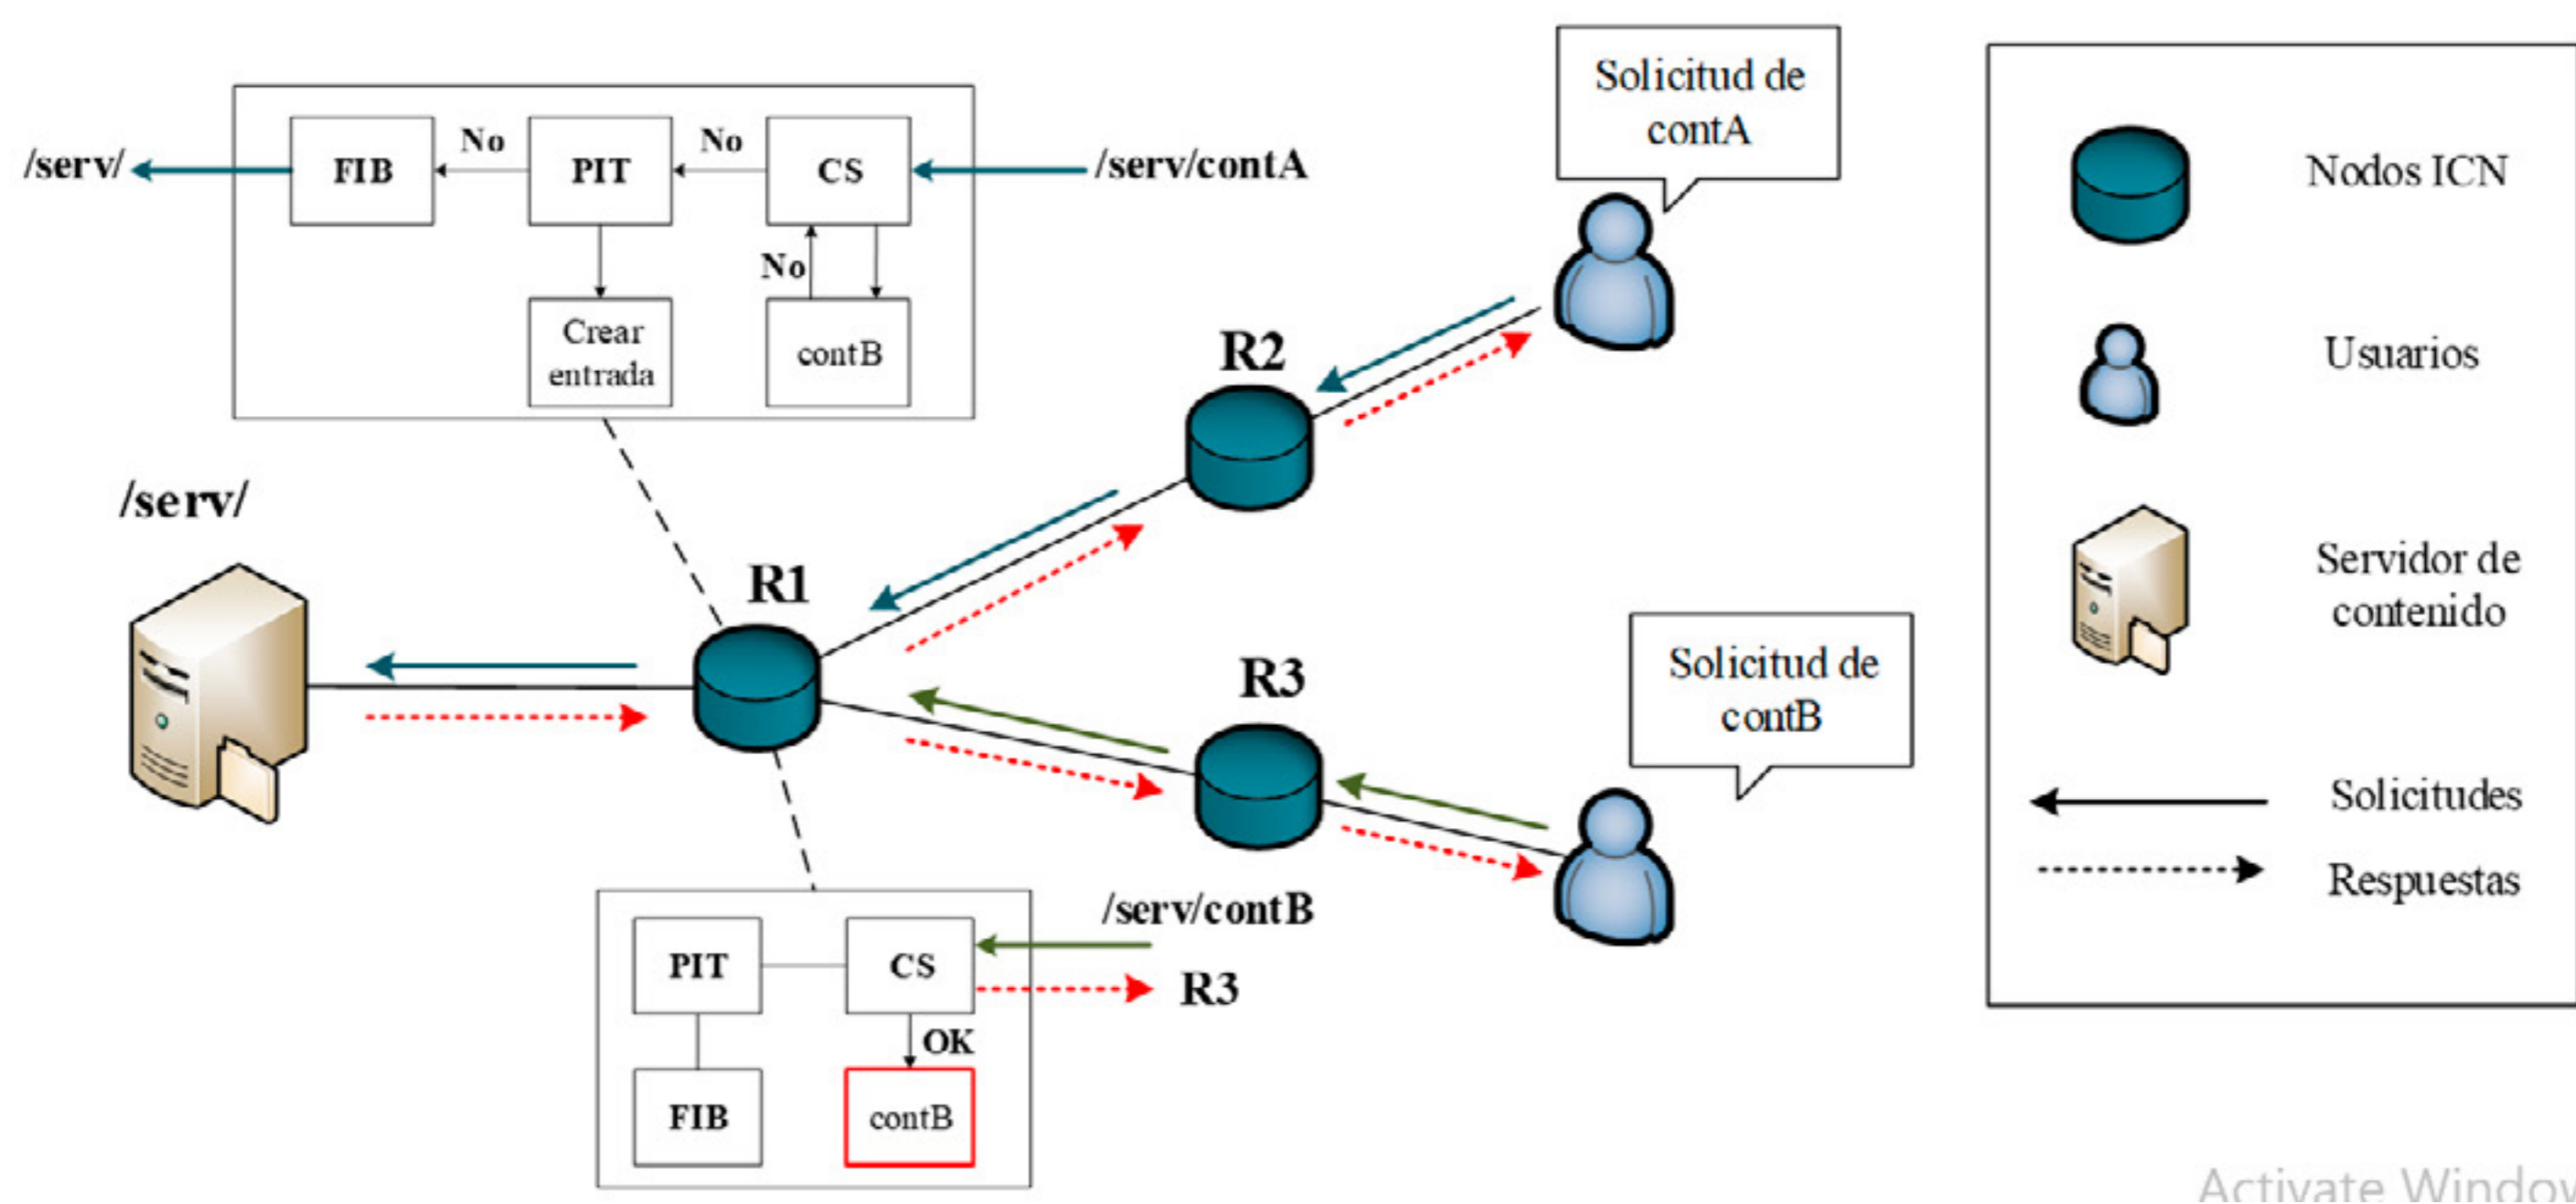 Solicitud de
contA
/serv/
FIB
No
PIT
No
CS
/serv/contA
No
Crear
entrada
contB
R2
/serv/
R1
R3
Solicitud de
contB
/serv/contB
PIT
CS
R3
OK
FIB
contB
Nodos ICN
Usuarios
Servidor de
contenido
Solicitudes
Respuestas
Activate Window